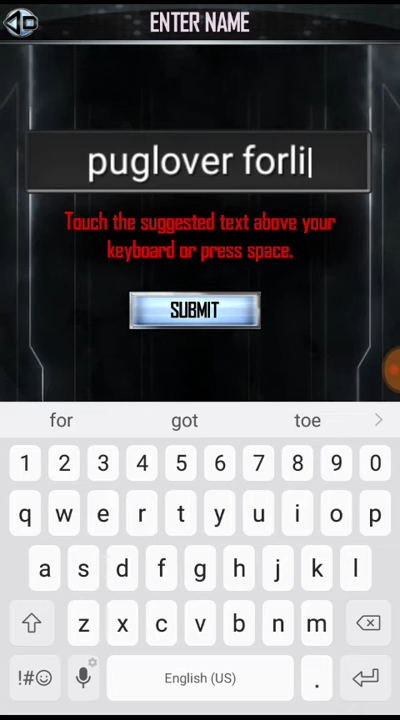 ENTER NAME
puglover forli
Touch the suggested text above your
keyboard or press space.
SUBMIT
for got toe
1 2 3 4 5 6 7 8 9 0
q w e r t y u i o p
a s d f g h j k l
z x c v b n m
!#☺ English (US) .